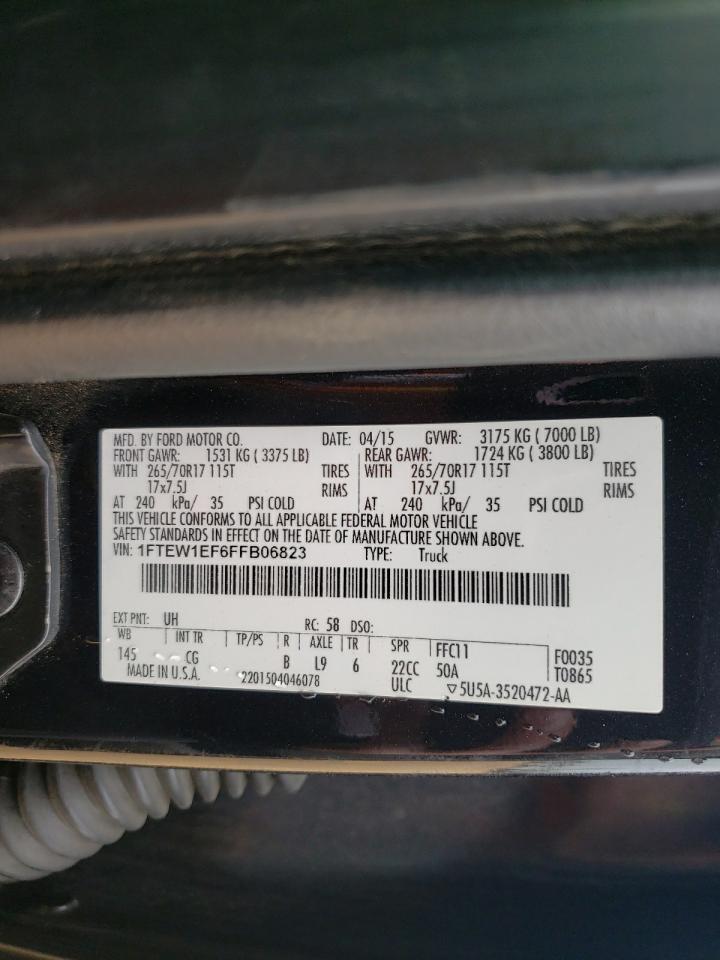 MFD. BY FORD MOTOR CO. DATE: 04/15 GVWR: 3175 KG ( 7000 LB)
FRONT GAWR: 1531 KG ( 3375 LB) REAR GAWR: 1724 KG ( 3800 LB)
WITH 265/70R17 115T TIRES WITH 265/70R17 115T TIRES
17x7.5J RIMS 17x7.5J RIMS
AT 240 kPa/ 35 PSI COLD AT 240 kPa/ 35 PSI COLD
THIS VEHICLE CONFORMS TO ALL APPLICABLE FEDERAL MOTOR VEHICLE
SAFETY STANDARDS IN EFFECT ON THE DATE OF MANUFACTURE SHOWN ABOVE.
VIN: 1FTEW1EF6FFB06823 TYPE: Truck
EXT PNT: UH RC: 58 DSO:
WB INT TR TP/PS R AXLE TR SPR FFC11 F0035
145 CG B L9 6 22CC 50A T0865
MADE IN U.S.A. 2201504046078 ULC ▽5U5A-3520472-AA